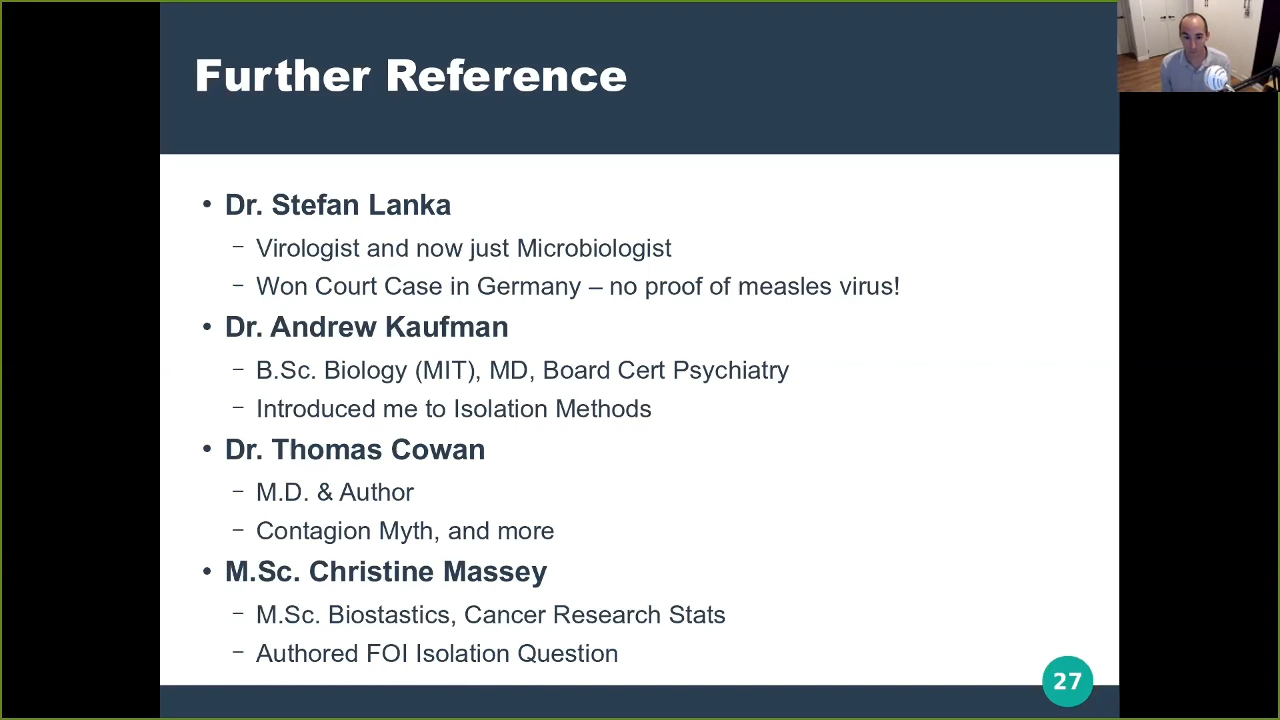 Further Reference
• Dr. Stefan Lanka
– Virologist and now just Microbiologist
– Won Court Case in Germany – no proof of measles virus!
• Dr. Andrew Kaufman
– B.Sc. Biology (MIT), MD, Board Cert Psychiatry
– Introduced me to Isolation Methods
• Dr. Thomas Cowan
– M.D. & Author
– Contagion Myth, and more
• M.Sc. Christine Massey
– M.Sc. Biostastics, Cancer Research Stats
– Authored FOI Isolation Question
27